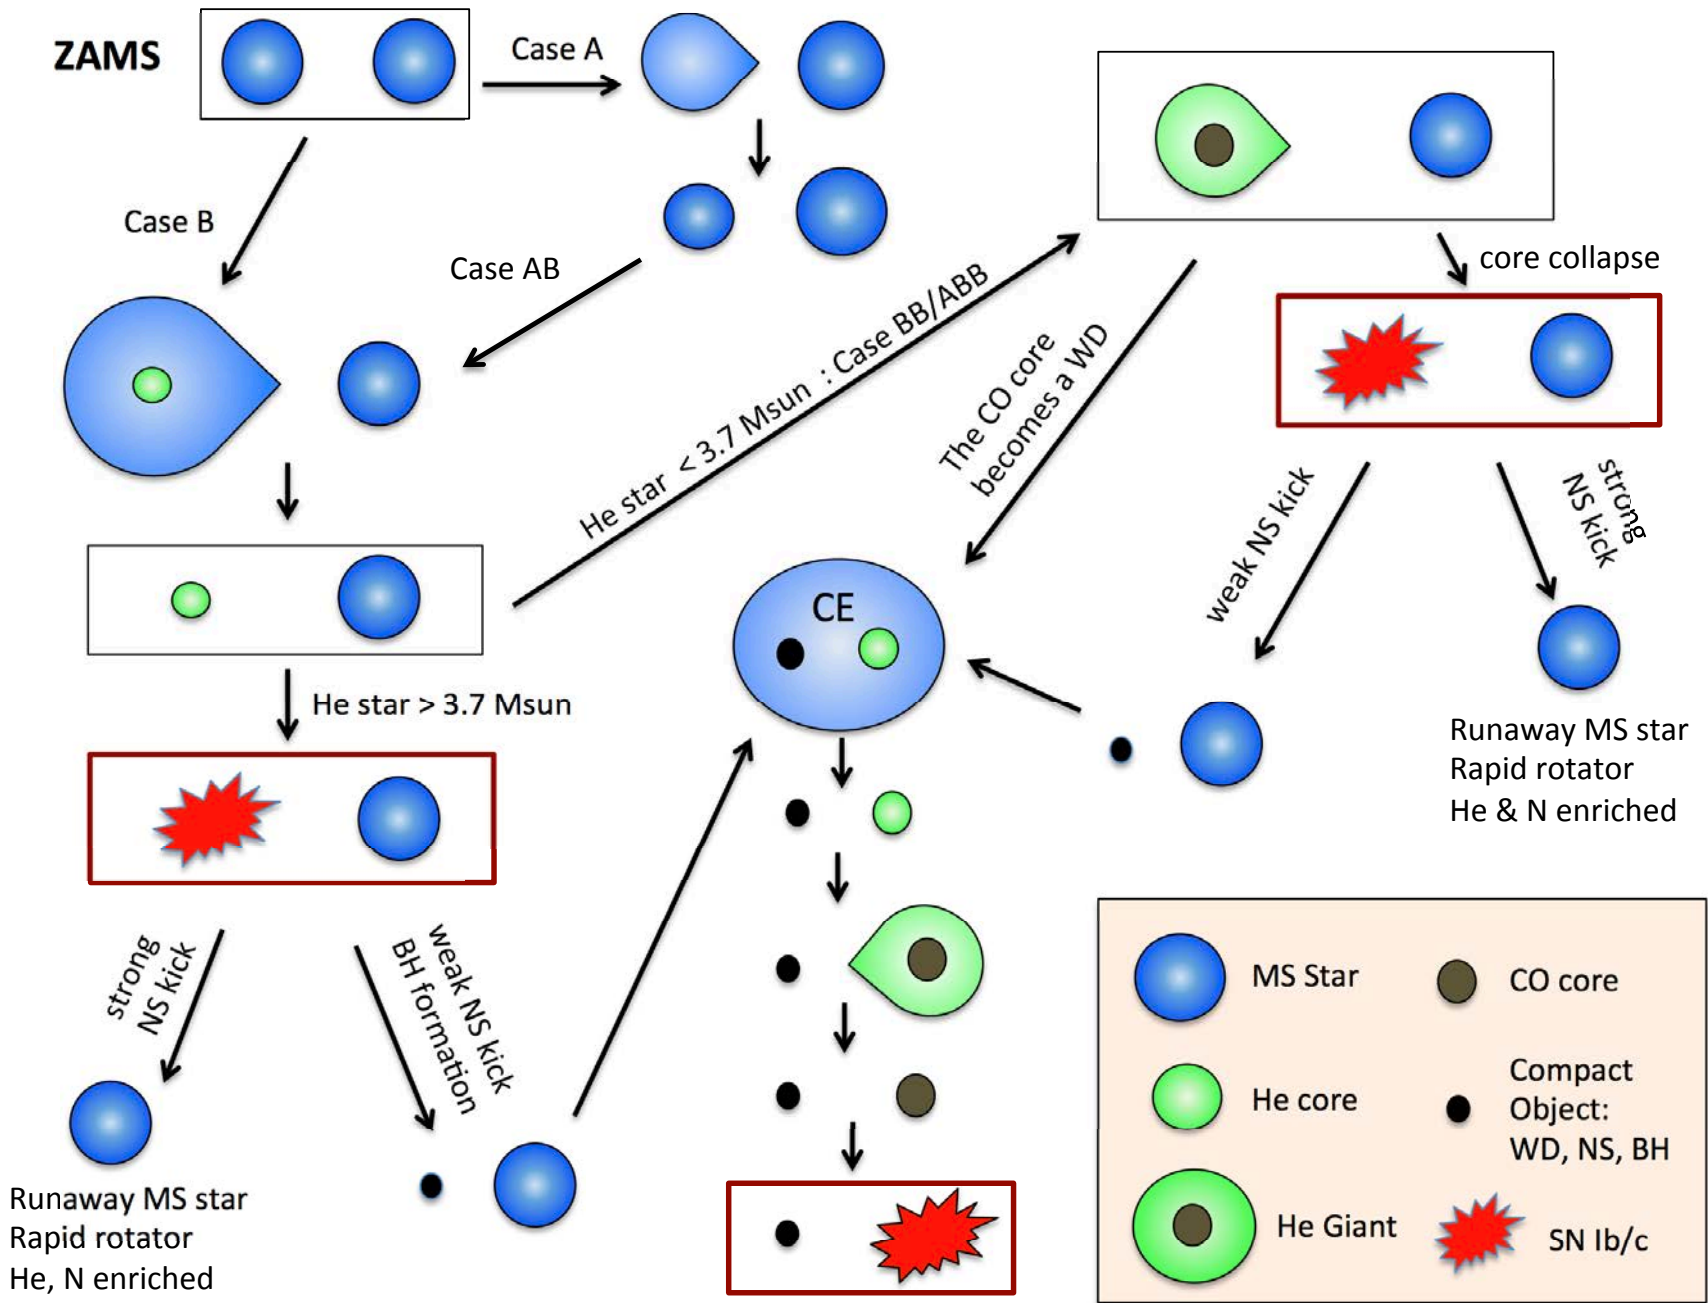 ZAMS
Case A
Case B
Case AB
He star < 3.7 Msun : Case BB/ABB
core collapse
The CO core
becomes a WD
weak NS kick
strong
NS kick
CE
He star > 3.7 Msun
Runaway MS star
Rapid rotator
He & N enriched
strong
NS kick
weak NS kick
BH formation
Runaway MS star
Rapid rotator
He, N enriched
MS Star
CO core
He core
Compact
Object:
WD, NS, BH
He Giant
SN Ib/c